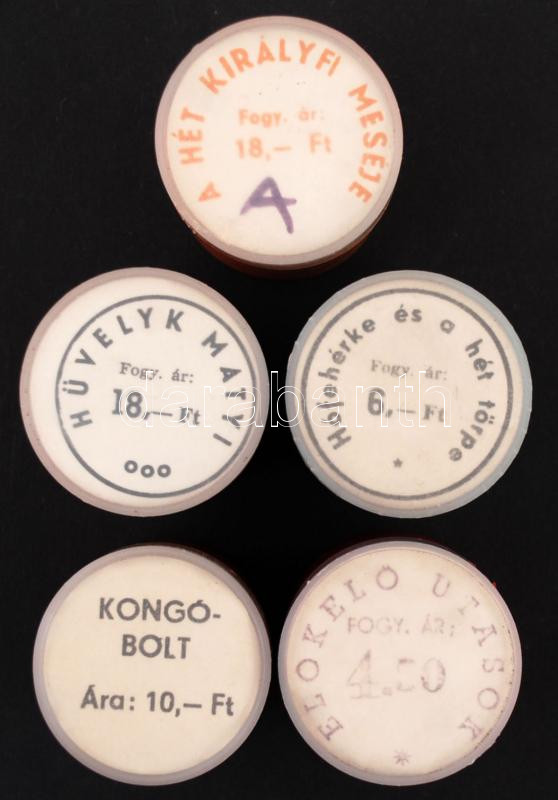 A HÉT KIRÁLYFI MESÉJE
Fogy. ár:
18,— Ft
A
HÜVELYK MATYI
Fogy. ár:
18,— Ft
Hófehérke és a hét törpe
Fogy. ár:
6,— Ft
darabanth
KONGÓ-
BOLT
Ára: 10,— Ft
ELŐKELŐ UTASOK
FOGY. ÁR:
4.50